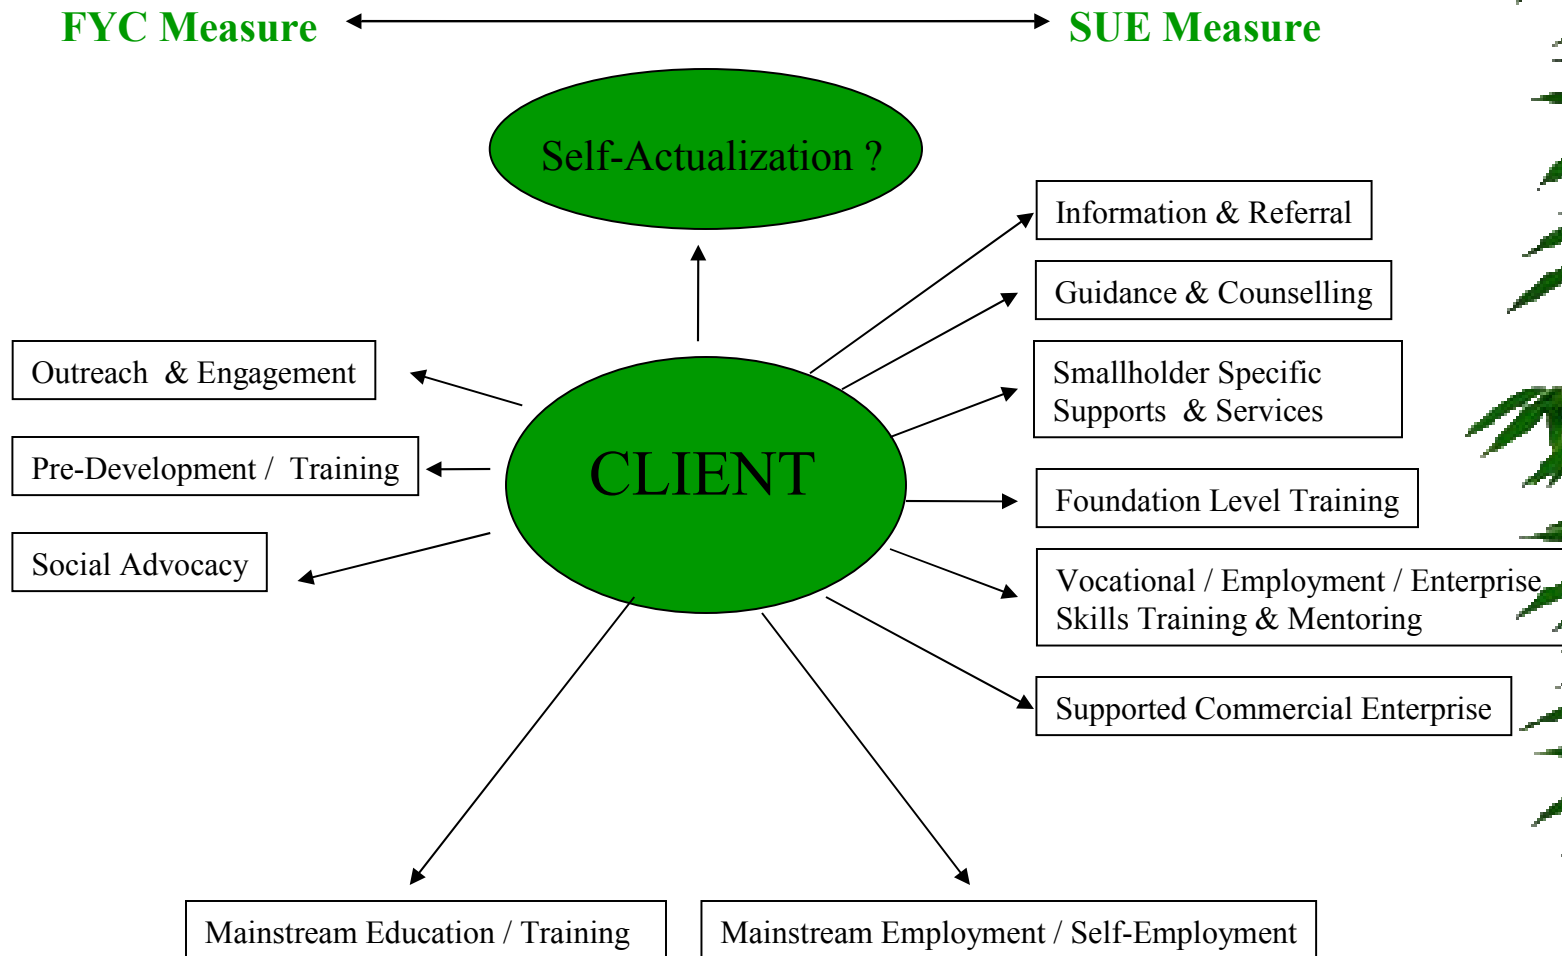 FYC Measure
SUE Measure
Self-Actualization ?
Information & Referral
Guidance & Counselling
Outreach & Engagement
Smallholder Specific
Supports & Services
Pre-Development / Training
CLIENT
Foundation Level Training
Social Advocacy
Vocational / Employment / Enterprise
Skills Training & Mentoring
Supported Commercial Enterprise
Mainstream Education / Training
Mainstream Employment / Self-Employment